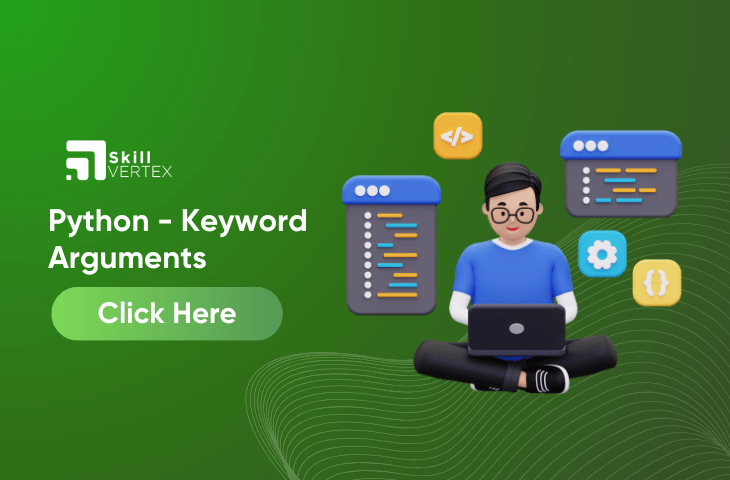 Skill
VERTEX
Python - Keyword
Arguments
Click Here
</>
{}